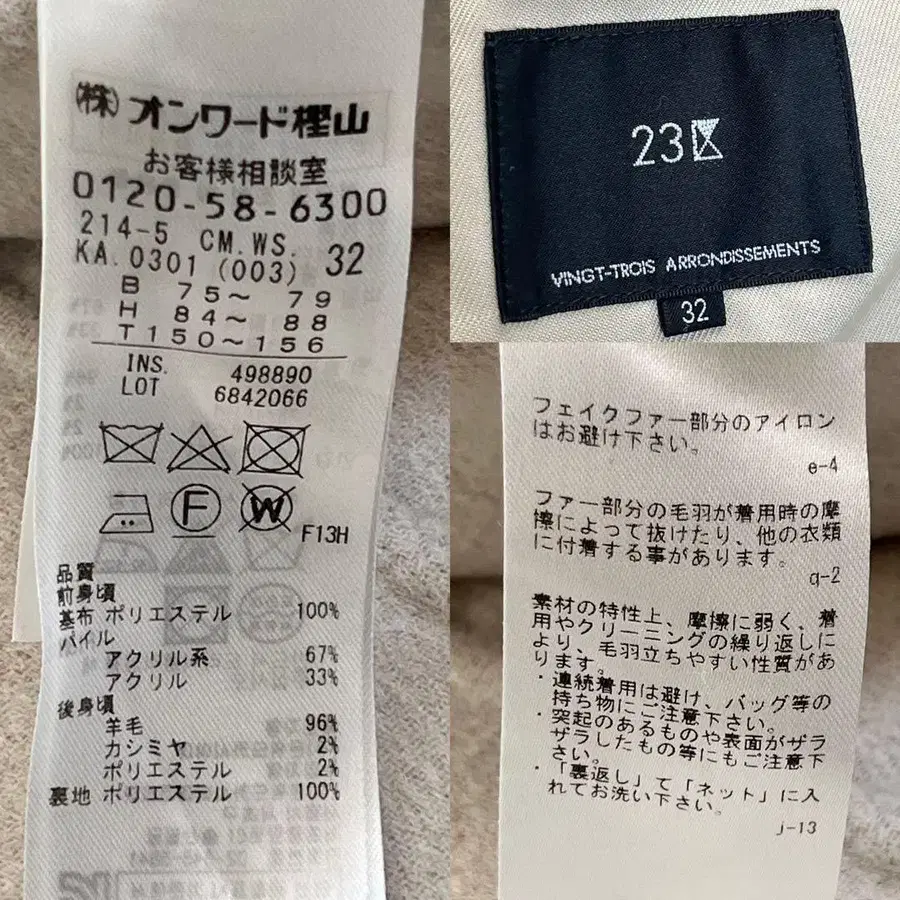 (株)オンワード樫山
お客様相談室
0120-58-6300
214-5 CM.WS.
KA.0301 (003) 32
B 75～ 79
H 84～ 88
T150～156
INS. 498890
LOT 6842066
F
W
F13H
品質
前身頃
基布 ポリエステル 100%
パイル
アクリル系 67%
アクリル 33%
後身頃
羊毛 96%
カシミヤ 2%
ポリエステル 2%
裏地 ポリエステル 100%
23区
VINGT-TROIS ARRONDISSEMENTS
32
フェイクファー部分のアイロン
はお避け下さい。
e-4
ファー部分の毛羽が着用時の摩
擦によって抜けたり、他の衣類
に付着する事があります。
q-2
素材の特性上、摩擦に弱く、着
用やクリーニングの繰り返しに
より、毛羽立ちやすい性質があ
ります。
・連続着用は避け、バッグ等の
持ち物にご注意下さい。
・突起のあるものや表面がザラ
ザラしたもの等にもご注意下
さい。
・「裏返し」て「ネット」に入
れてお洗い下さい。
j-13